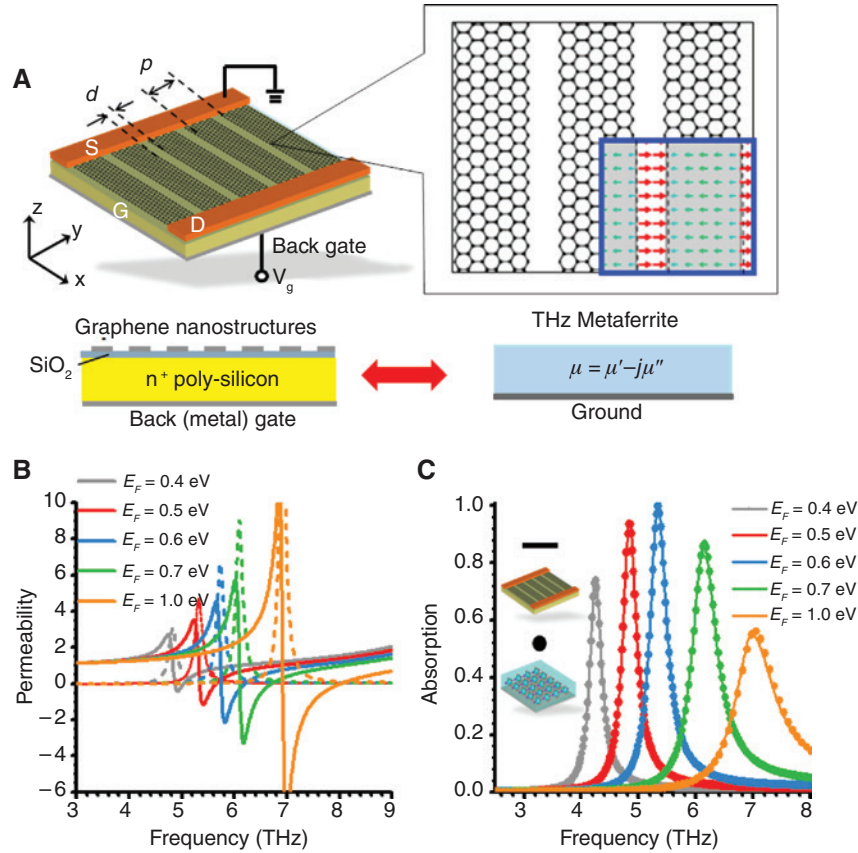 A
d
p
S
G
D
z
y
x
Back gate
V_g
Graphene nanostructures
SiO₂
n⁺ poly-silicon
Back (metal) gate
THz Metaferrite
μ = μ′−jμ″
Ground
B
E_F = 0.4 eV
E_F = 0.5 eV
E_F = 0.6 eV
E_F = 0.7 eV
E_F = 1.0 eV
Permeability
10
8
6
4
2
0
−2
−4
−6
3 4 5 6 7 8 9
Frequency (THz)
C
E_F = 0.4 eV
E_F = 0.5 eV
E_F = 0.6 eV
E_F = 0.7 eV
E_F = 1.0 eV
Absorption
1.0
0.8
0.6
0.4
0.2
0.0
3 4 5 6 7 8
Frequency (THz)